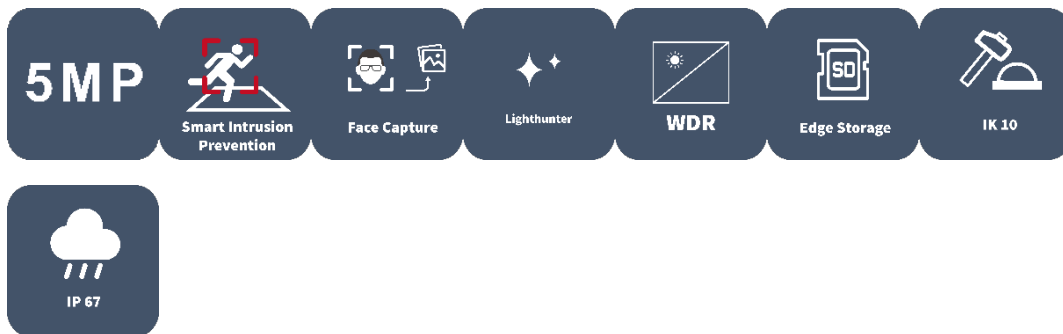 5MP
Smart Intrusion
Prevention
Face Capture
Lighthunter
WDR
SD
Edge Storage
IK 10
IP 67